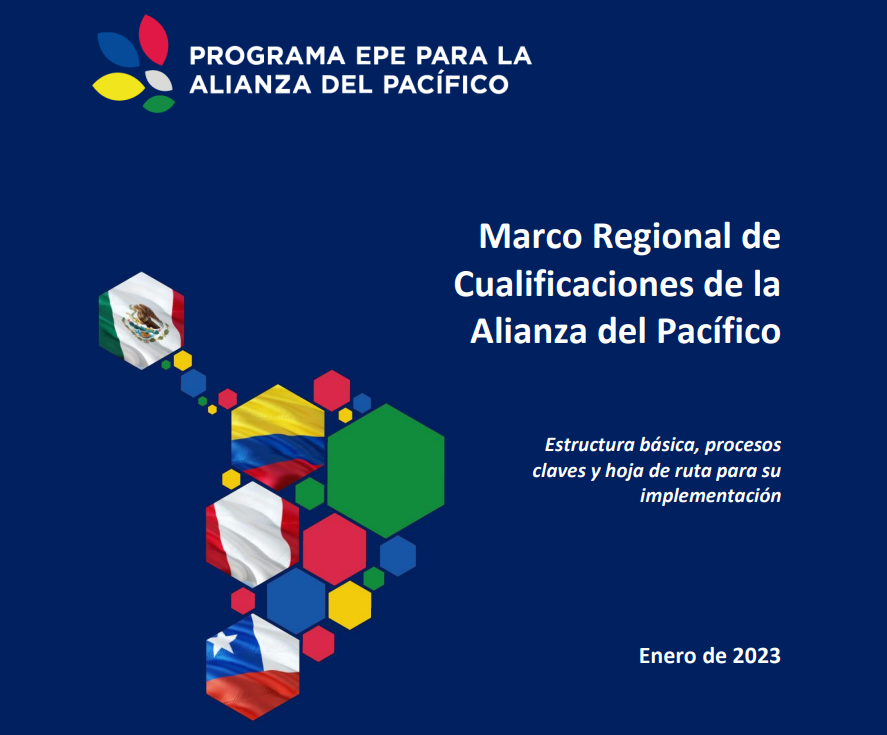 PROGRAMA EPE PARA LA
ALIANZA DEL PACÍFICO
Marco Regional de
Cualificaciones de la
Alianza del Pacífico
Estructura básica, procesos
claves y hoja de ruta para su
implementación
Enero de 2023